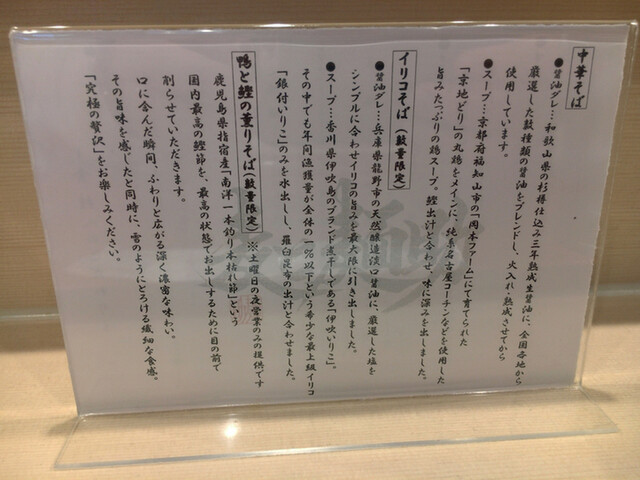 中華そば
●醤油ダレ…和歌山県の杉樽仕込み三年熟成生醤油に、全国各地から
厳選した数種類の醤油をブレンドし、火入れ・熟成させてから
使用しています。
●スープ…京都府福知山市の「岡本ファーム」にて育てられた
「京地どり」の丸鶏をメインに、純系名古屋コーチンなどを使用した
旨みたっぷりの鶏スープ。鰹出汁と合わせ、味に深みを出しました。
イリコそば(数量限定)
●醤油ダレ…兵庫県龍野市の天然醸造淡口醤油に、厳選した塩を
シンプルに合わせイリコの旨みを最大限に引き出しました。
●スープ…香川県伊吹島のブランド煮干しである「伊吹いりこ」。
その中でも年間漁獲量が全体の一%以下という希少な最上級イリコ
「銀付いりこ」のみを水出しし、羅臼昆布の出汁と合わせました。
鴨と鰹の薫りそば(数量限定) ※土曜日の夜営業のみの提供です
鹿児島県指宿産「南洋一本釣り本枯れ節」という
国内最高の鰹節を、最高の状態でお出しするために目の前で
削らせていただきます。
口に含んだ瞬間、ふわりと広がる深く濃密な味わい。
その旨味を感じたと同時に、雪のようにとろける繊細な食感。
「究極の贅沢」をお楽しみください。